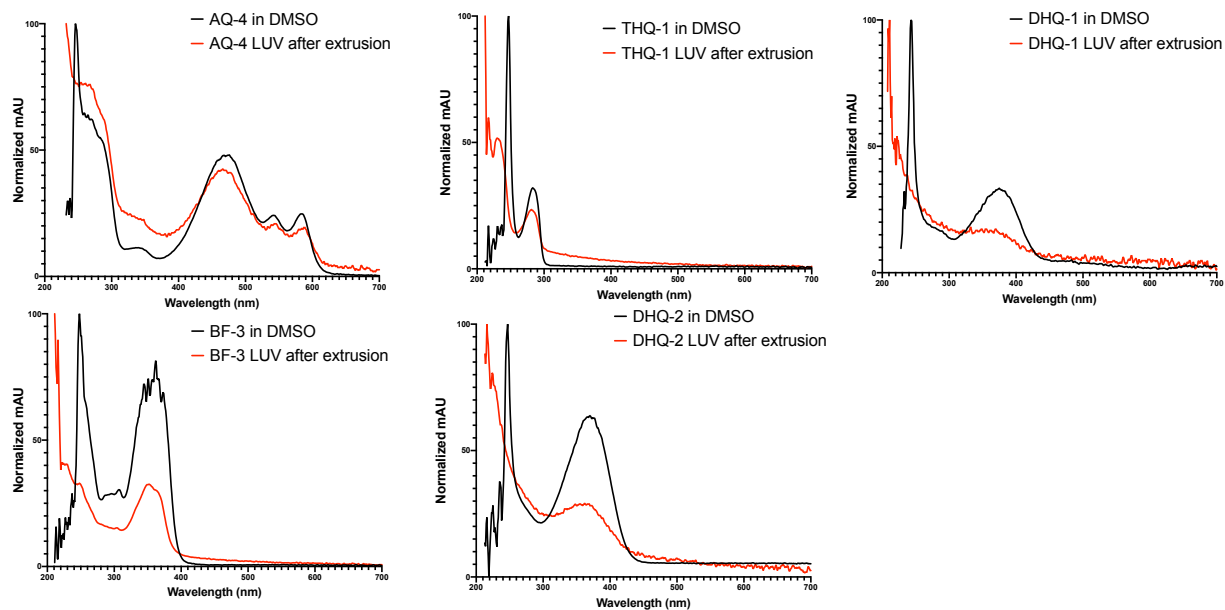 AQ-4 in DMSO
AQ-4 LUV after extrusion
100
50
0
Normalized mAU
200 300 400 500 600 700
Wavelength (nm)
THQ-1 in DMSO
THQ-1 LUV after extrusion
100
50
0
Normalized mAU
200 300 400 500 600 700
Wavelength (nm)
DHQ-1 in DMSO
DHQ-1 LUV after extrusion
100
50
0
Normalized mAU
200 300 400 500 600 700
Wavelength (nm)
BF-3 in DMSO
BF-3 LUV after extrusion
100
50
0
Normalized mAU
200 300 400 500 600 700
Wavelength (nm)
DHQ-2 in DMSO
DHQ-2 LUV after extrusion
100
50
0
Normalized mAU
200 300 400 500 600 700
Wavelength (nm)